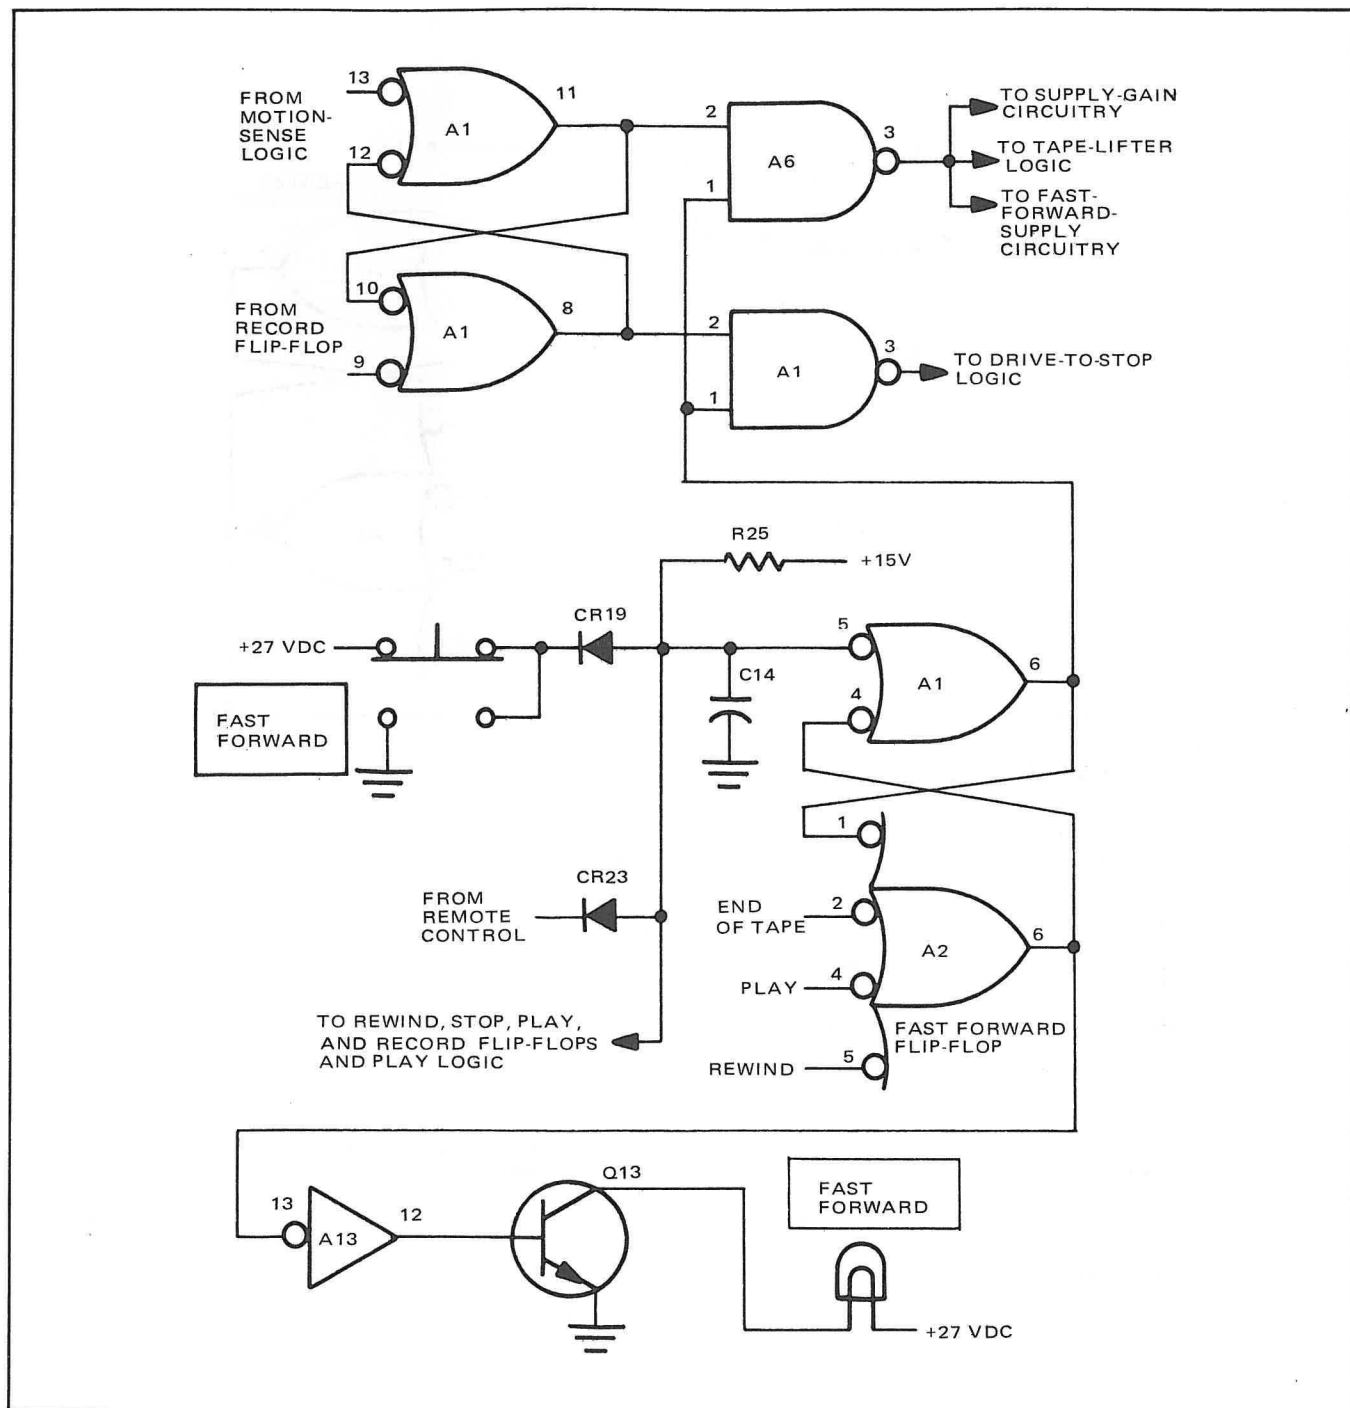 13
FROM
MOTION-
SENSE
LOGIC
12
A1
11
2
1
A6
3
TO SUPPLY-GAIN
CIRCUITRY
TO TAPE-LIFTER
LOGIC
TO FAST-
FORWARD-
SUPPLY
CIRCUITRY
10
FROM
RECORD
FLIP-FLOP
9
A1
8
2
1
A1
3
TO DRIVE-TO-STOP
LOGIC
R25
+15V
CR19
+27 VDC
C14
5
4
A1
6
FAST
FORWARD
1
CR23
FROM
REMOTE
CONTROL
END
OF TAPE
2
A2
6
PLAY
4
FAST FORWARD
FLIP-FLOP
REWIND
5
TO REWIND, STOP, PLAY,
AND RECORD FLIP-FLOPS
AND PLAY LOGIC
13
A13
12
Q13
FAST
FORWARD
+27 VDC